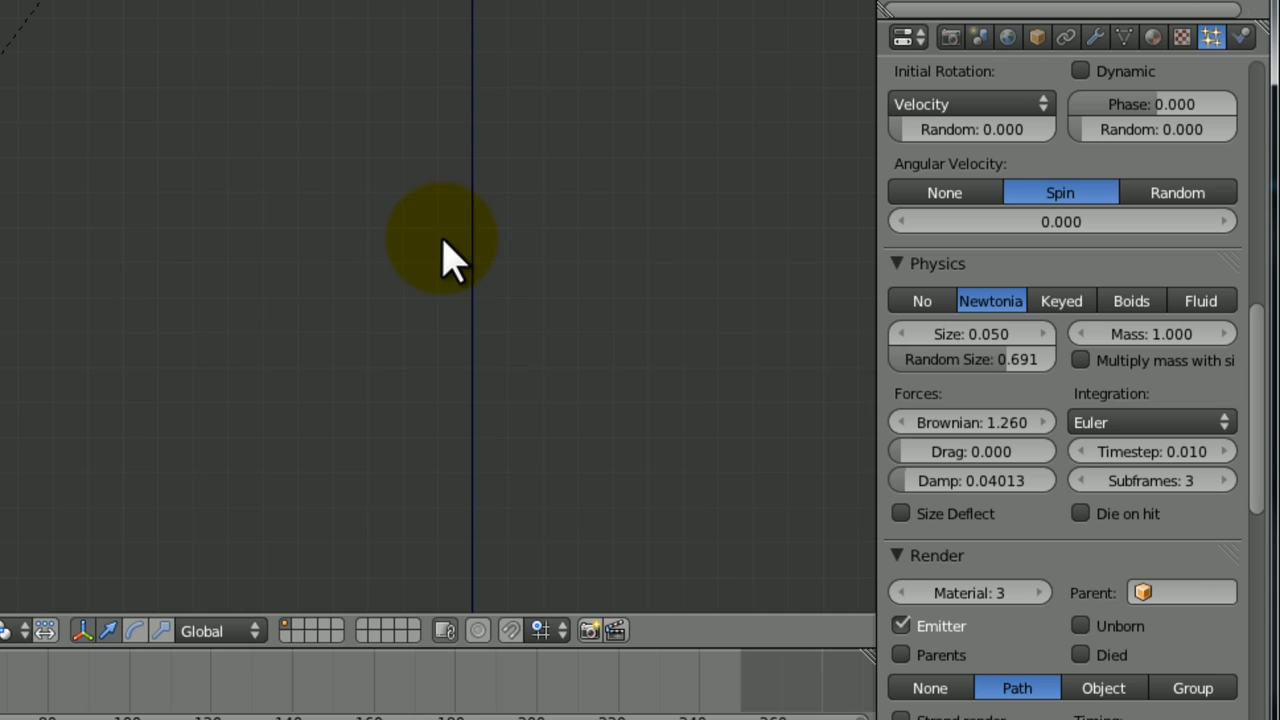 Initial Rotation:
Dynamic
Velocity
Phase: 0.000
Random: 0.000
Random: 0.000
Angular Velocity:
None
Spin
Random
0.000
Physics
No
Newtonia
Keyed
Boids
Fluid
Size: 0.050
Mass: 1.000
Random Size: 0.691
Multiply mass with si
Forces:
Integration:
Brownian: 1.260
Euler
Drag: 0.000
Timestep: 0.010
Damp: 0.04013
Subframes: 3
Size Deflect
Die on hit
Render
Material: 3
Parent:
Emitter
Unborn
Global
Parents
Died
None
Path
Object
Group